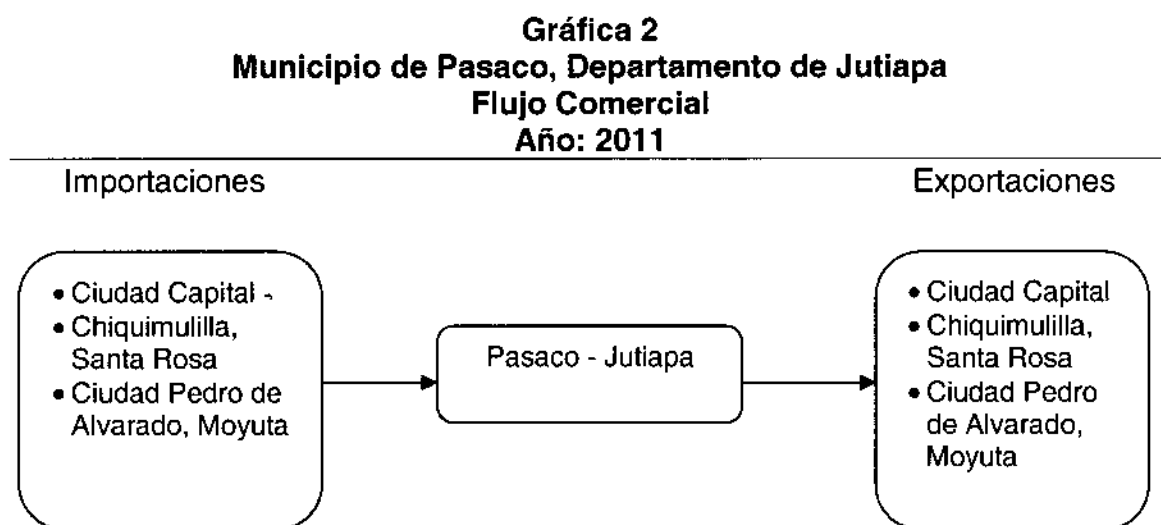 Gráfica 2
Municipio de Pasaco, Departamento de Jutiapa
Flujo Comercial
Año: 2011
Importaciones
Exportaciones
• Ciudad Capital -
• Chiquimulilla,
Santa Rosa
• Ciudad Pedro de
Alvarado, Moyuta
Pasaco - Jutiapa
• Ciudad Capital
• Chiquimulilla,
Santa Rosa
• Ciudad Pedro
de Alvarado,
Moyuta